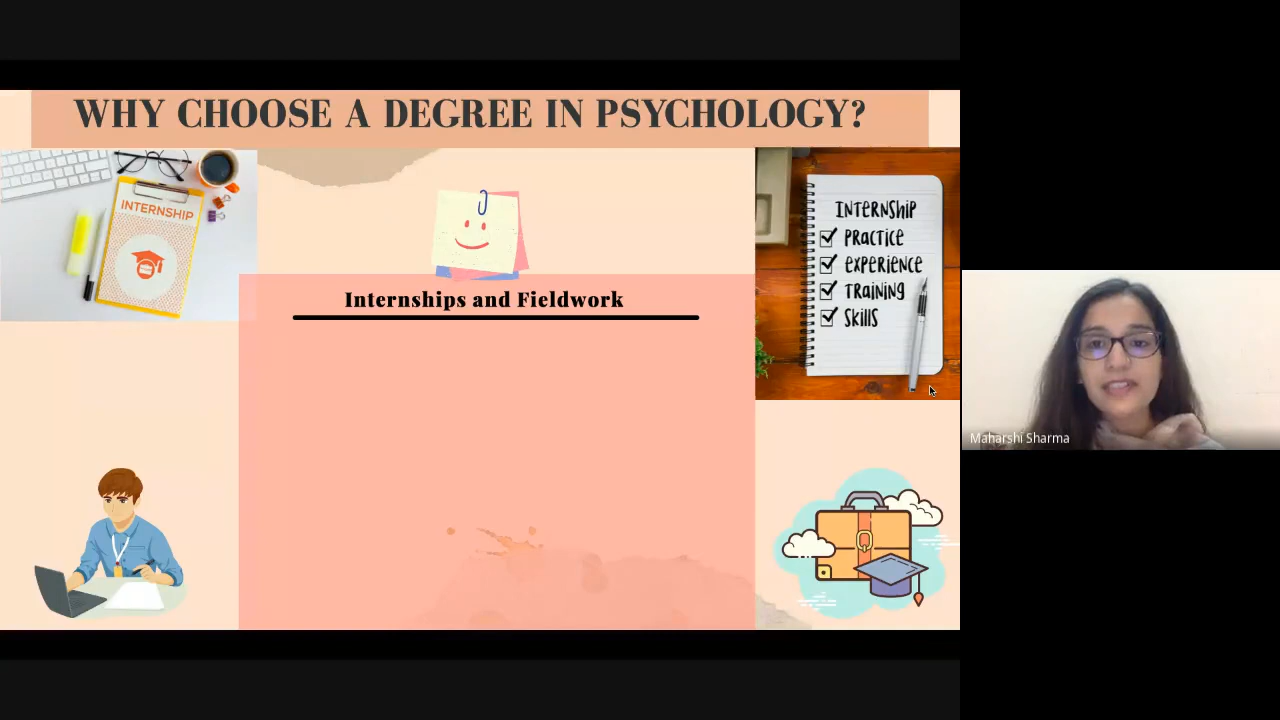 WHY CHOOSE A DEGREE IN PSYCHOLOGY?
INTERNSHIP
Internships and Fieldwork
INTERNSHIP
PRACTICE
EXPERIENCE
TRAINING
SKILLS
Maharshi Sharma